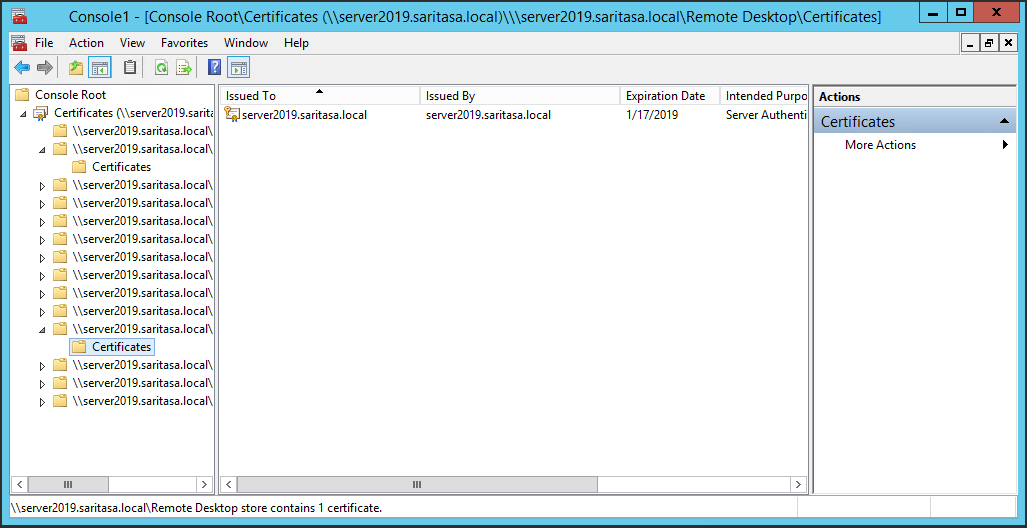 Console1 - [Console Root\Certificates (\\server2019.saritasa.local)\\\server2019.saritasa.local\Remote Desktop\Certificates]
File Action View Favorites Window Help
Console Root
Certificates (\\server2019.sarita
\\server2019.saritasa.local\
\\server2019.saritasa.local\
Certificates
\\server2019.saritasa.local\
\\server2019.saritasa.local\
\\server2019.saritasa.local\
\\server2019.saritasa.local\
\\server2019.saritasa.local\
\\server2019.saritasa.local\
\\server2019.saritasa.local\
\\server2019.saritasa.local\
\\server2019.saritasa.local\
Certificates
\\server2019.saritasa.local\
\\server2019.saritasa.local\
\\server2019.saritasa.local\
Issued To Issued By Expiration Date Intended Purpo
server2019.saritasa.local server2019.saritasa.local 1/17/2019 Server Authenti
Actions
Certificates
More Actions
\\server2019.saritasa.local\Remote Desktop store contains 1 certificate.